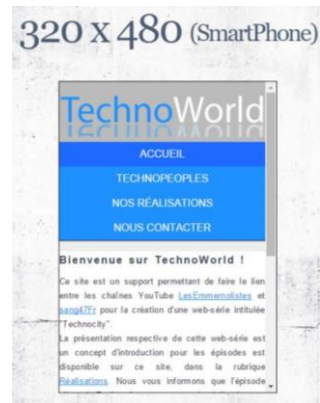 320 x 480 (SmartPhone)
TechnoWorld
ACCUEIL
TECHNOPEOPLES
NOS RÉALISATIONS
NOUS CONTACTER
Bienvenue sur TechnoWorld !
Ce site est un support permettant de faire le lien
entre les chaînes YouTube LesEmmernolistes et
sang47Fr pour la création d'une web-série intitulée
"Technocity".
La présentation respective de cette web-série est
un concept d'introduction pour les épisodes est
disponible sur ce site, dans la rubrique
Réalisations. Nous vous informons que l'épisode